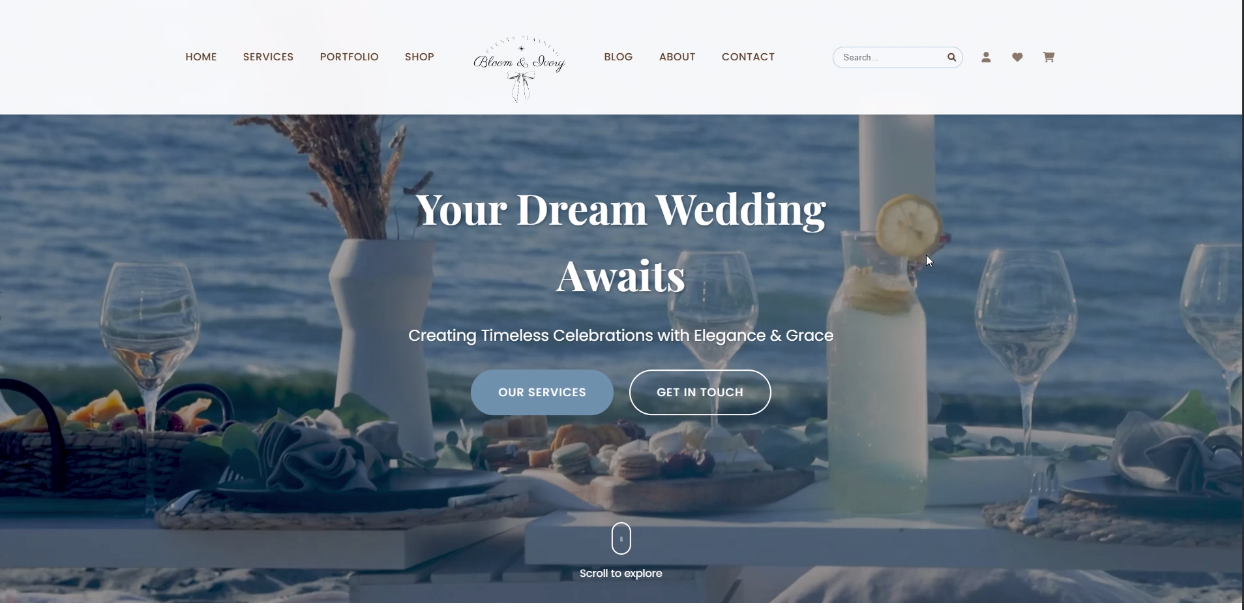 HOME SERVICES PORTFOLIO SHOP Bloom & Ivory BLOG ABOUT CONTACT Search...
Your Dream Wedding
Awaits
Creating Timeless Celebrations with Elegance & Grace
OUR SERVICES GET IN TOUCH
Scroll to explore